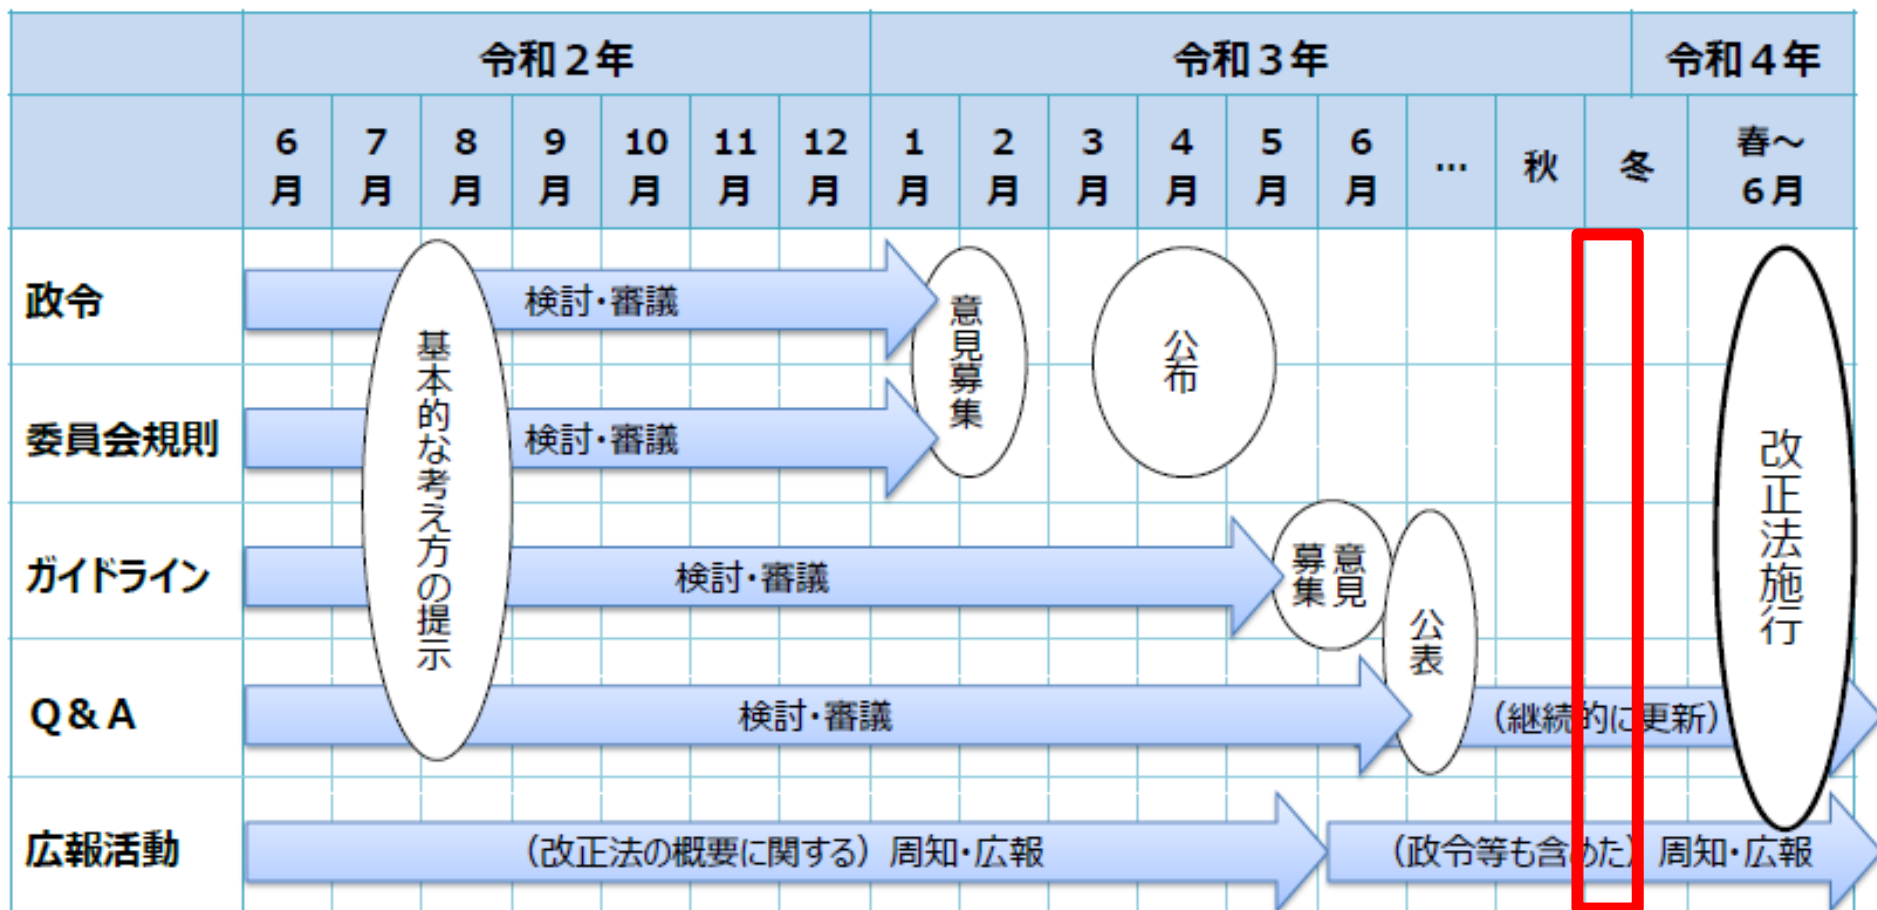 令和２年 令和３年 令和４年
6月 7月 8月 9月 10月 11月 12月 1月 2月 3月 4月 5月 6月 … 秋 冬 春～6月
政令
検討・審議
委員会規則
検討・審議
基本的な考え方の提示
意見募集
公布
ガイドライン
検討・審議
意見募集
公表
Ｑ＆Ａ
検討・審議
（継続的に更新）
改正法施行
広報活動
（改正法の概要に関する）周知・広報
（政令等も含めた）周知・広報